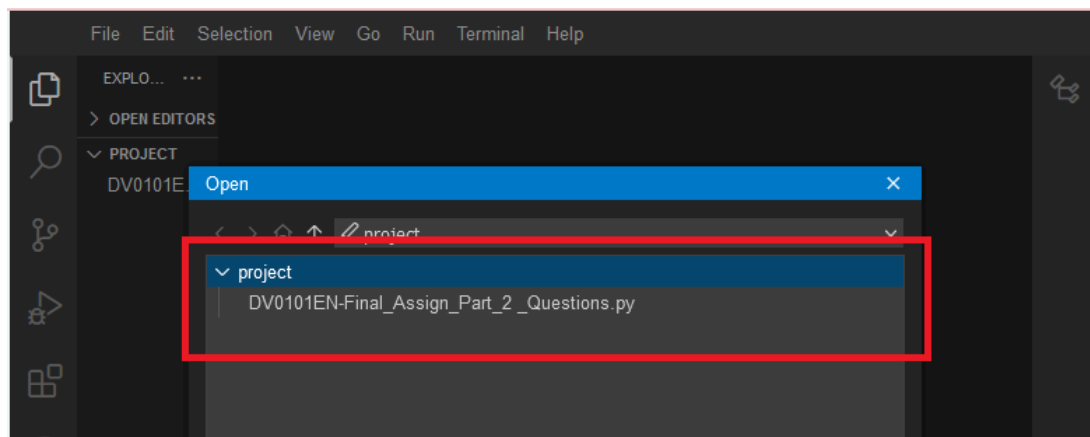 File Edit Selection View Go Run Terminal Help
EXPLO... ···
OPEN EDITORS
PROJECT
DV0101E
Open
project
project
DV0101EN-Final_Assign_Part_2 _Questions.py